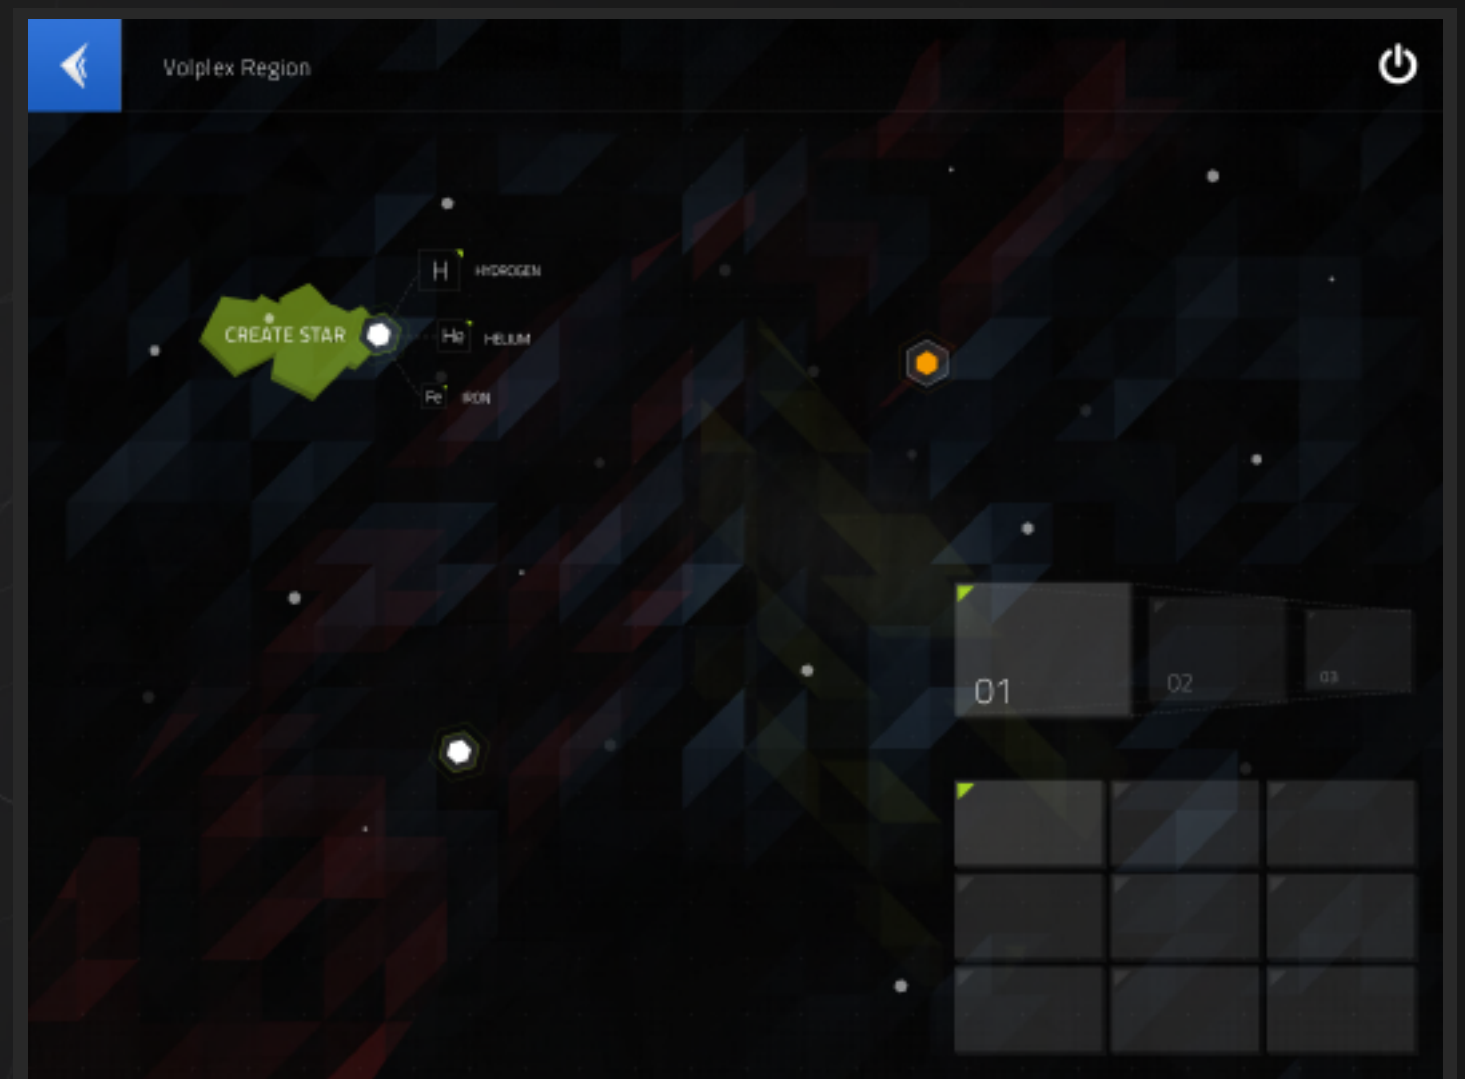 Volplex Region
H HYDROGEN
CREATE STAR
He HELIUM
Fe IRON
01
02
03